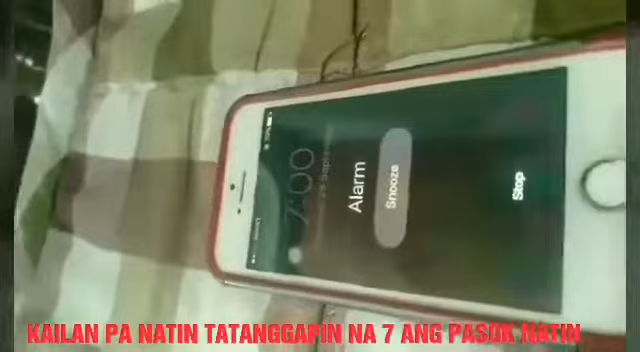 7:00
Alarm
Snooze
Stop
KAILAN PA NATIN TATANGGAPIN NA 7 ANG PASOK NATIN